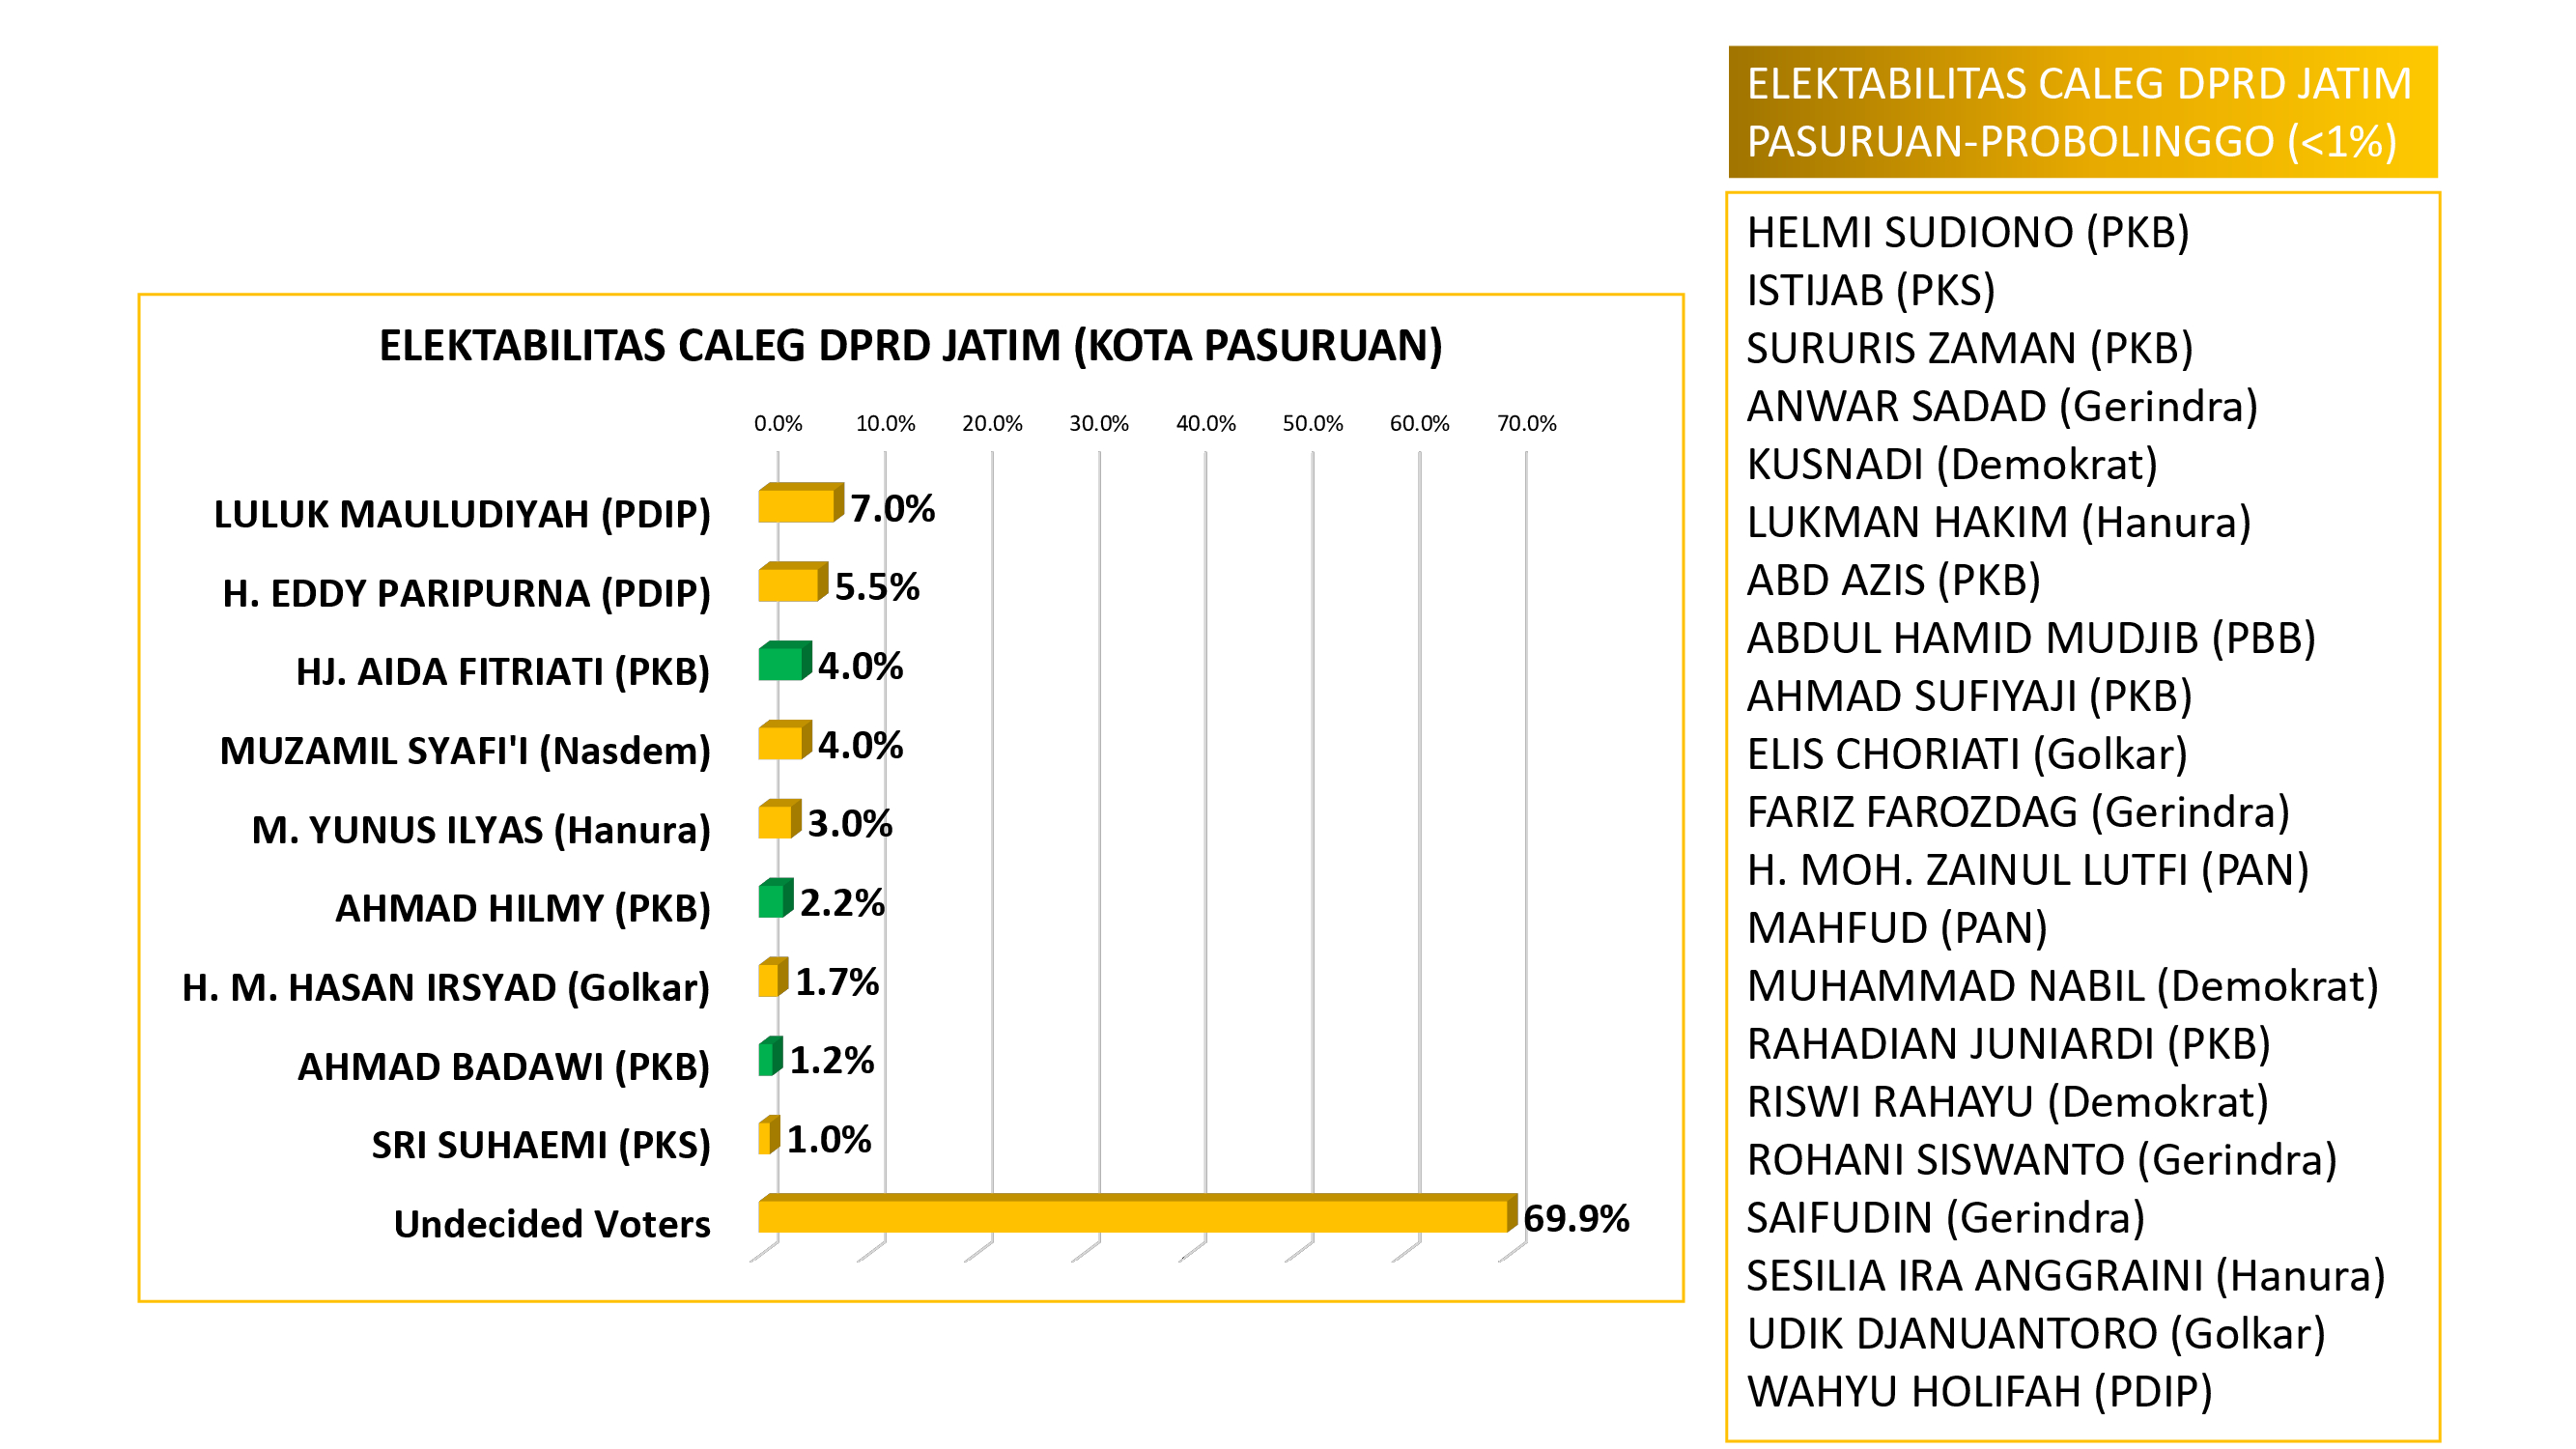 ELEKTABILITAS CALEG DPRD JATIM
PASURUAN-PROBOLINGGO (<1%)
ELEKTABILITAS CALEG DPRD JATIM (KOTA PASURUAN)
0.0% 10.0% 20.0% 30.0% 40.0% 50.0% 60.0% 70.0%
LULUK MAULUDIYAH (PDIP) 7.0%
H. EDDY PARIPURNA (PDIP) 5.5%
HJ. AIDA FITRIATI (PKB) 4.0%
MUZAMIL SYAFI'I (Nasdem) 4.0%
M. YUNUS ILYAS (Hanura) 3.0%
AHMAD HILMY (PKB) 2.2%
H. M. HASAN IRSYAD (Golkar) 1.7%
AHMAD BADAWI (PKB) 1.2%
SRI SUHAEMI (PKS) 1.0%
Undecided Voters 69.9%
HELMI SUDIONO (PKB)
ISTIJAB (PKS)
SURURIS ZAMAN (PKB)
ANWAR SADAD (Gerindra)
KUSNADI (Demokrat)
LUKMAN HAKIM (Hanura)
ABD AZIS (PKB)
ABDUL HAMID MUDJIB (PBB)
AHMAD SUFIYAJI (PKB)
ELIS CHORIATI (Golkar)
FARIZ FAROZDAG (Gerindra)
H. MOH. ZAINUL LUTFI (PAN)
MAHFUD (PAN)
MUHAMMAD NABIL (Demokrat)
RAHADIAN JUNIARDI (PKB)
RISWI RAHAYU (Demokrat)
ROHANI SISWANTO (Gerindra)
SAIFUDIN (Gerindra)
SESILIA IRA ANGGRAINI (Hanura)
UDIK DJANUANTORO (Golkar)
WAHYU HOLIFAH (PDIP)